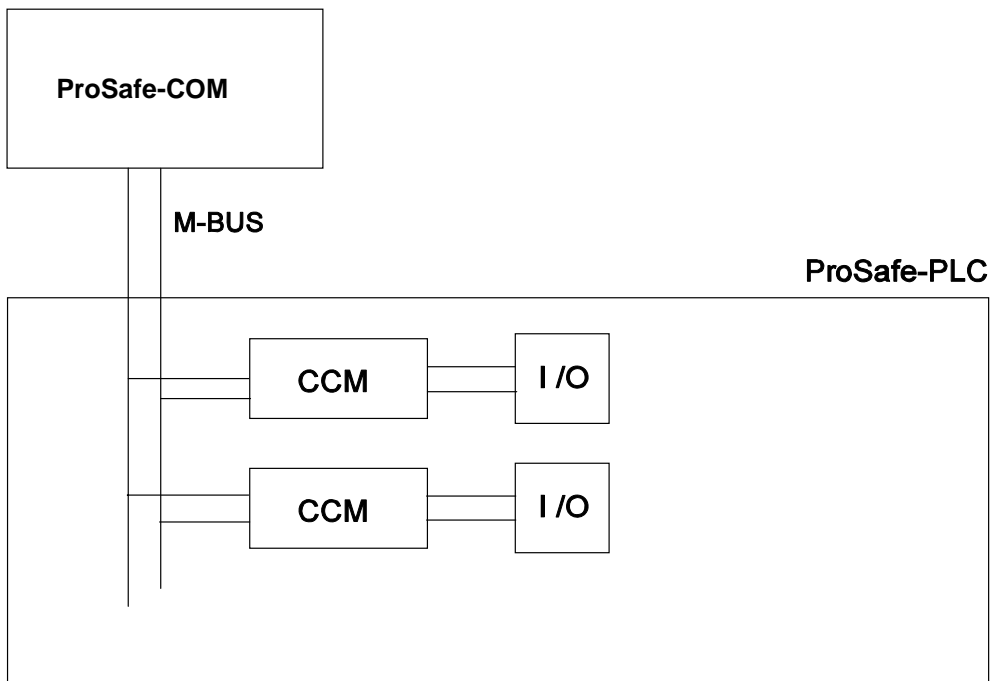 ProSafe-COM
M-BUS
ProSafe-PLC
CCM
I /O
CCM
I /O